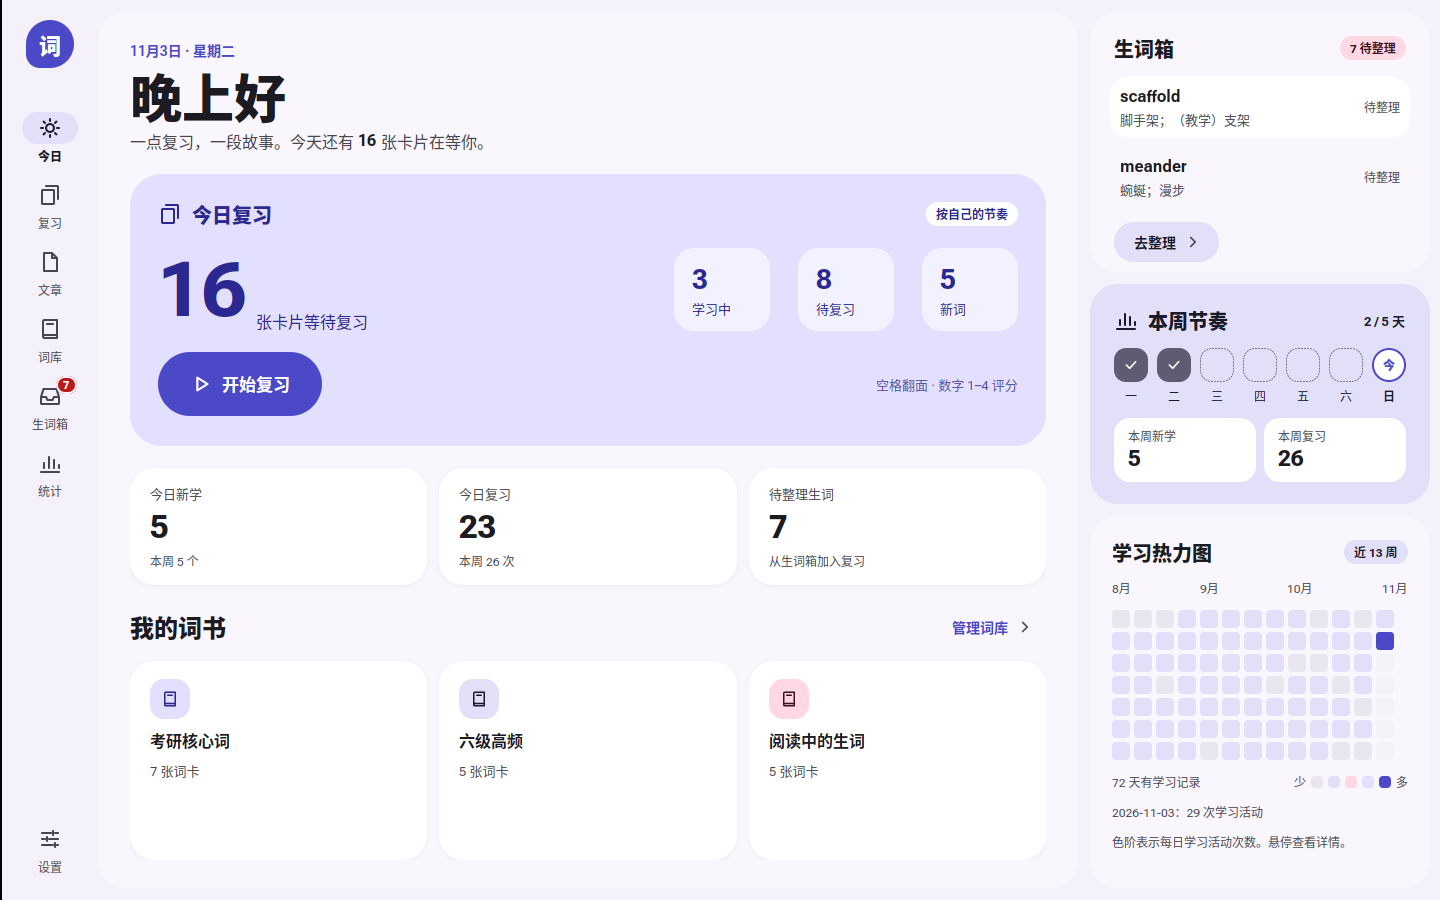 词
今日
复习
文章
词库
7
生词箱
统计
设置
11月3日 · 星期二
晚上好
一点复习，一段故事。今天还有 16 张卡片在等你。
今日复习
按自己的节奏
16 张卡片等待复习
3
学习中
8
待复习
5
新词
开始复习
空格翻面 · 数字 1–4 评分
今日新学
5
本周 5 个
今日复习
23
本周 26 次
待整理生词
7
从生词箱加入复习
我的词书
管理词库
考研核心词
7 张词卡
六级高频
5 张词卡
阅读中的生词
5 张词卡
生词箱
7 待整理
scaffold
脚手架；（教学）支架
待整理
meander
蜿蜒；漫步
待整理
去整理
本周节奏
2 / 5 天
今
一 二 三 四 五 六 日
本周新学
5
本周复习
26
学习热力图
近 13 周
8月 9月 10月 11月
72 天有学习记录
少 多
2026-11-03：29 次学习活动
色阶表示每日学习活动次数。悬停查看详情。